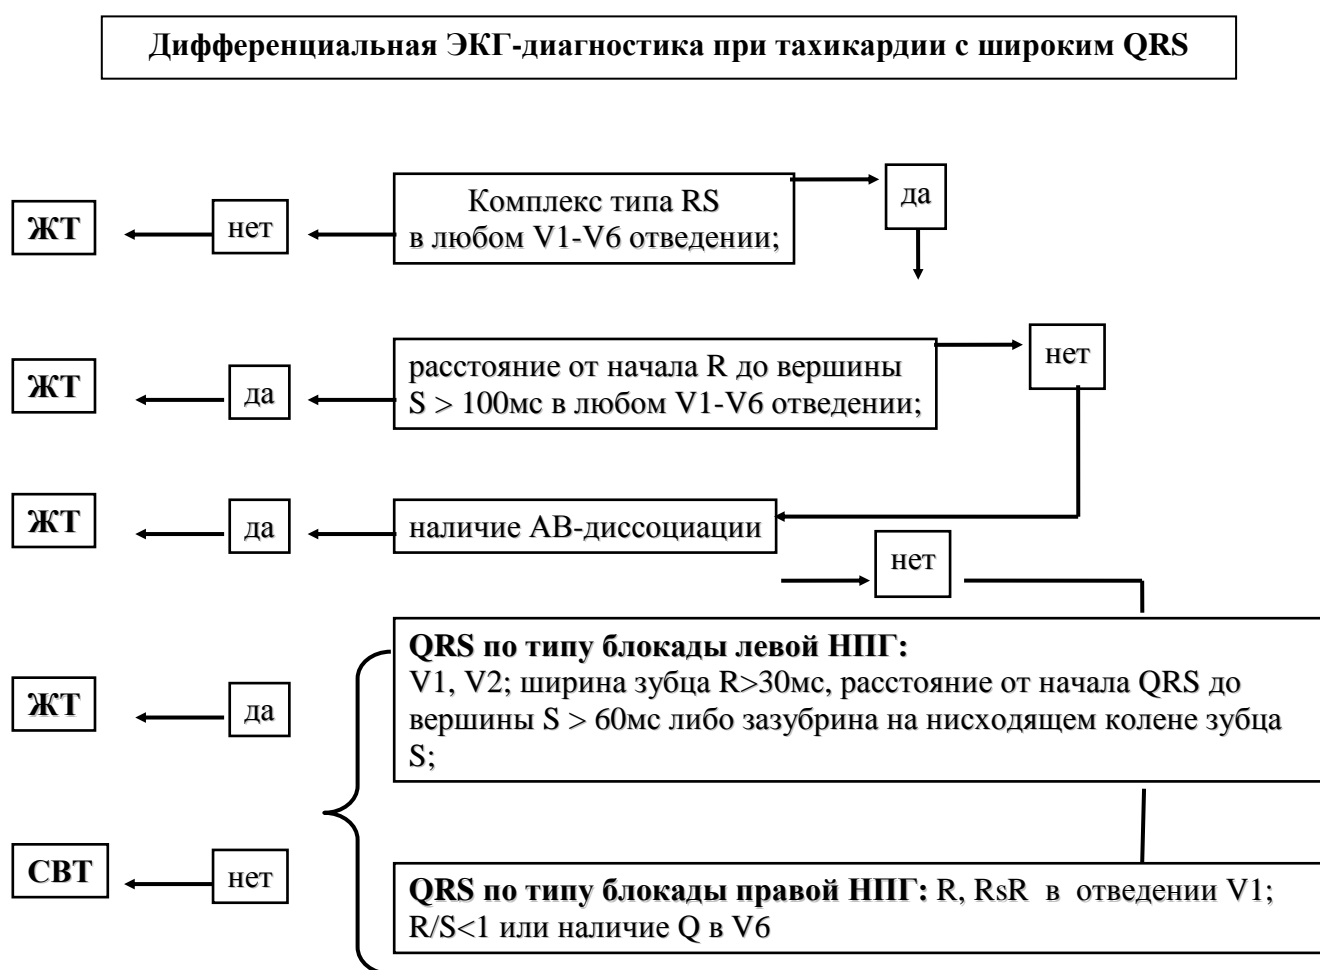 Дифференциальная ЭКГ-диагностика при тахикардии с широким QRS
да
Комплекс типа RS
в любом V1-V6 отведении;
нет
ЖТ
нет
расстояние от начала R до вершины
S > 100мс в любом V1-V6 отведении;
да
ЖТ
наличие АВ-диссоциации
да
ЖТ
нет
QRS по типу блокады левой НПГ:
V1, V2; ширина зубца R>30мс, расстояние от начала QRS до
вершины S > 60мс либо зазубрина на нисходящем колене зубца
S;
да
ЖТ
нет
СВТ
QRS по типу блокады правой НПГ: R, RsR в отведении V1;
R/S<1 или наличие Q в V6